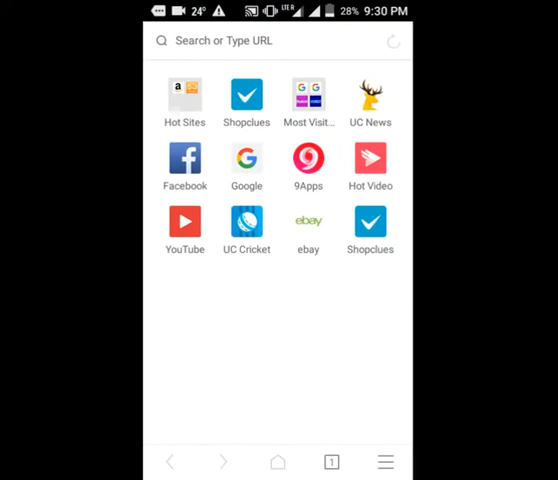 24° LTE R 28% 9:30 PM
Search or Type URL
Hot Sites Shopclues Most Visit... UC News
Facebook Google 9Apps Hot Video
ebay
YouTube UC Cricket ebay Shopclues
1